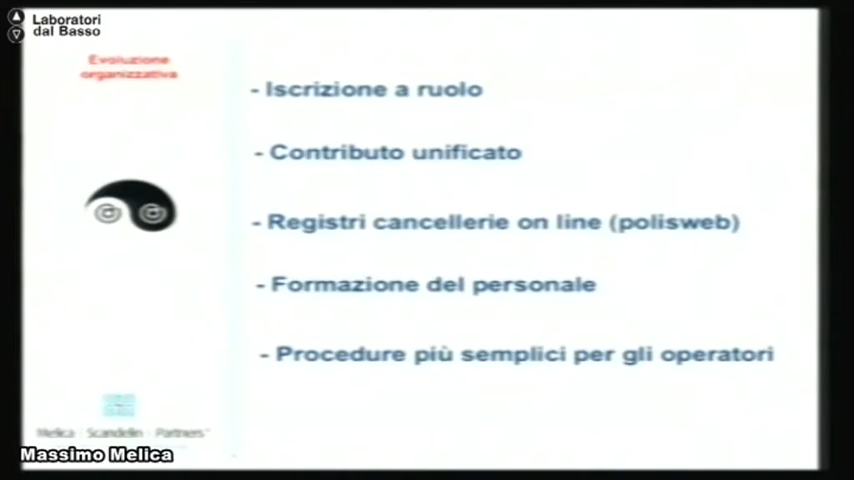 Laboratori
dal Basso
Evoluzione
organizzativa
- Iscrizione a ruolo
- Contributo unificato
- Registri cancellerie on line (polisweb)
- Formazione del personale
- Procedure più semplici per gli operatori
Melica Scandelin Partners
Massimo Melica